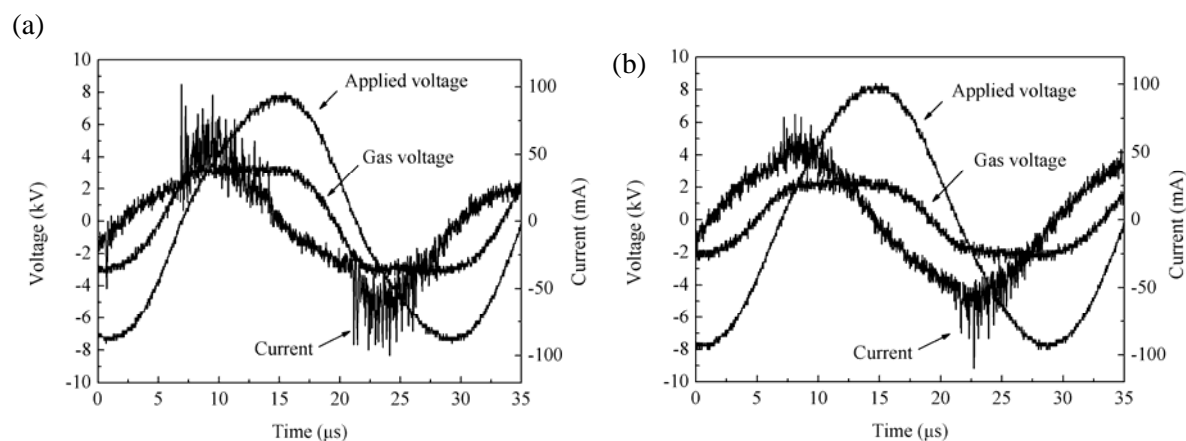 (a)
10
8
6
4
2
0
-2
-4
-6
-8
-10
Voltage (kV)
Applied voltage
Gas voltage
Current
100
50
0
-50
-100
Current (mA)
0 5 10 15 20 25 30 35
Time (μs)
(b)
10
8
6
4
2
0
-2
-4
-6
-8
-10
Voltage (kV)
Applied voltage
Gas voltage
Current
100
50
0
-50
-100
Current (mA)
0 5 10 15 20 25 30 35
Time (μs)